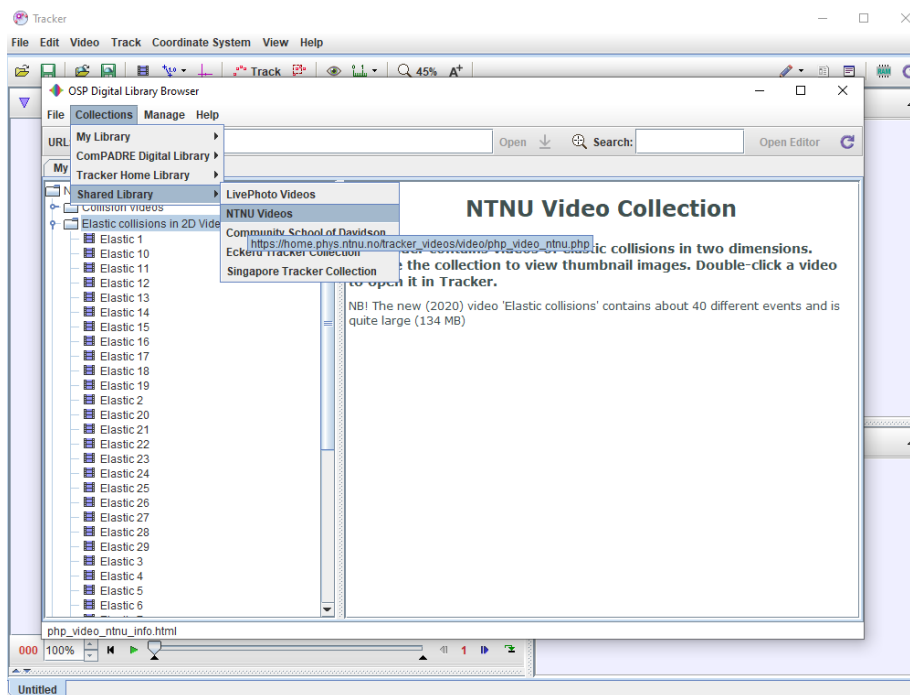 Tracker
File Edit Video Track Coordinate System View Help
Track 45% A+
OSP Digital Library Browser
File Collections Manage Help
URL Open Search: Open Editor
My Library
ComPADRE Digital Library
Tracker Home Library
Shared Library
LivePhoto Videos
NTNU Videos
Community School of Davidson
Eckerd Tracker Collection
Singapore Tracker Collection
https://home.phys.ntnu.no/tracker_videos/video/php_video_ntnu.php
My
N
Collision videos
Elastic collisions in 2D Vide
Elastic 1
Elastic 10
Elastic 11
Elastic 12
Elastic 13
Elastic 14
Elastic 15
Elastic 16
Elastic 17
Elastic 18
Elastic 19
Elastic 2
Elastic 20
Elastic 21
Elastic 22
Elastic 23
Elastic 24
Elastic 25
Elastic 26
Elastic 27
Elastic 28
Elastic 29
Elastic 3
Elastic 4
Elastic 5
Elastic 6
NTNU Video Collection
contains videos of elastic collisions in two dimensions.
the collection to view thumbnail images. Double-click a video
to open it in Tracker.
NB! The new (2020) video 'Elastic collisions' contains about 40 different events and is
quite large (134 MB)
php_video_ntnu_info.html
000 100% 1
Untitled